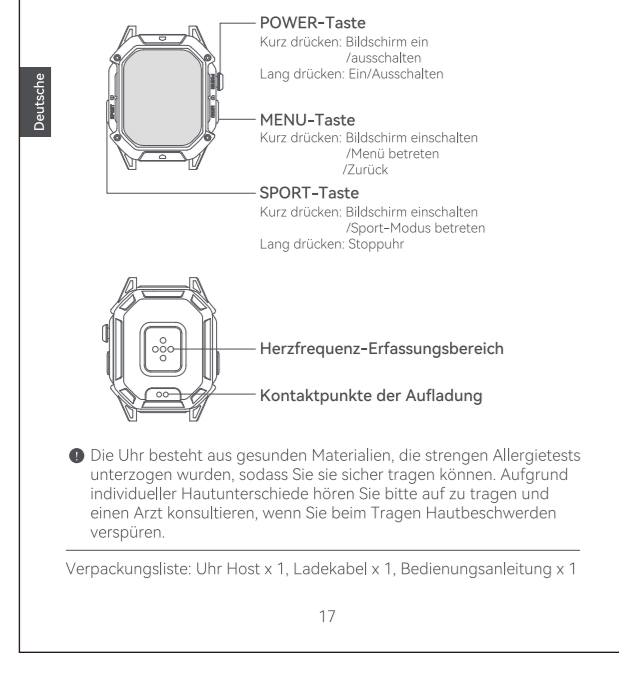 Deutsche
POWER-Taste
Kurz drücken: Bildschirm ein
/ausschalten
Lang drücken: Ein/Ausschalten
MENU-Taste
Kurz drücken: Bildschirm einschalten
/Menü betreten
/Zurück
SPORT-Taste
Kurz drücken: Bildschirm einschalten
/Sport-Modus betreten
Lang drücken: Stoppuhr
Herzfrequenz-Erfassungsbereich
Kontaktpunkte der Aufladung
! Die Uhr besteht aus gesunden Materialien, die strengen Allergietests
unterzogen wurden, sodass Sie sie sicher tragen können. Aufgrund
individueller Hautunterschiede hören Sie bitte auf zu tragen und
einen Arzt konsultieren, wenn Sie beim Tragen Hautbeschwerden
verspüren.
Verpackungsliste: Uhr Host x 1, Ladekabel x 1, Bedienungsanleitung x 1
17